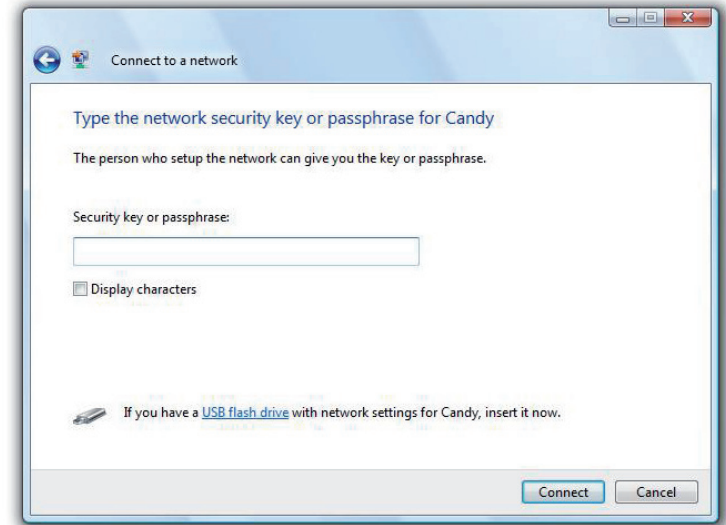 Connect to a network
Type the network security key or passphrase for Candy
The person who setup the network can give you the key or passphrase.
Security key or passphrase:
Display characters
If you have a USB flash drive with network settings for Candy, insert it now.
Connect Cancel